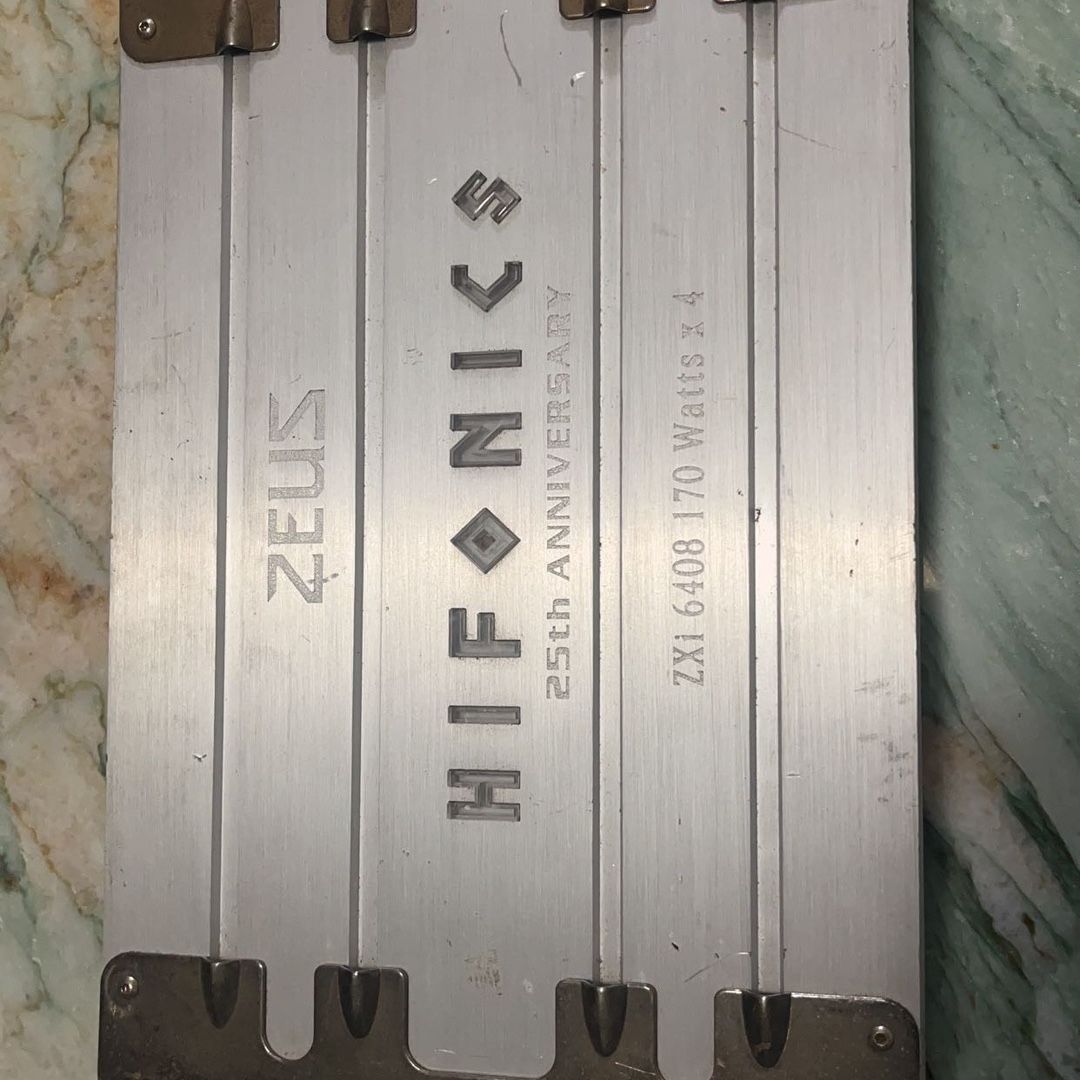 ZEUS
HIFONICS
25th ANNIVERSARY
ZXi 6408 170 Watts x 4